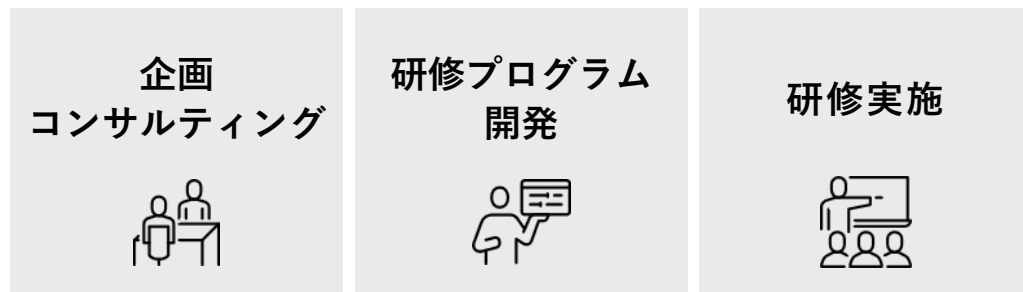 企画
コンサルティング
研修プログラム
開発
研修実施